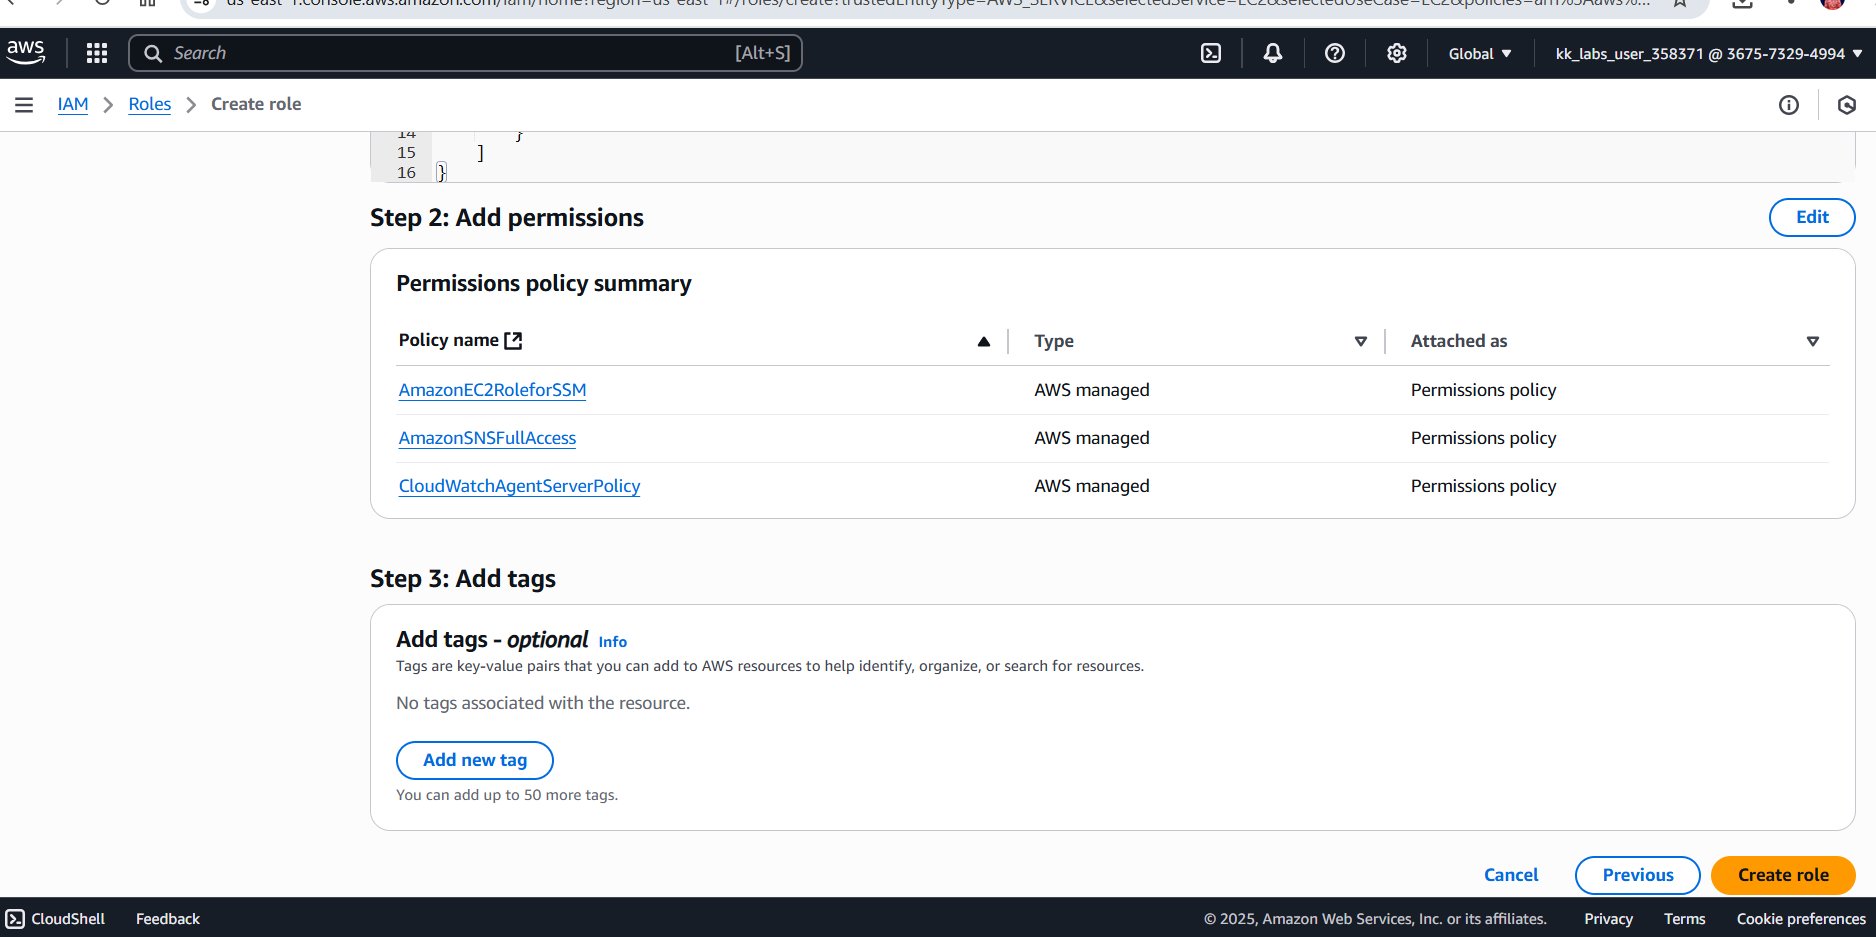 us-east-1.console.aws.amazon.com/iam/home?region=us-east-1#/roles/create?trustedEntityType=AWS_SERVICE&selectedService=EC2&selectedUseCase=EC2&policies=arn%3Aaws%...
aws
Search [Alt+S]
Global
kk_labs_user_358371 @ 3675-7329-4994
IAM > Roles > Create role
14 }
15 ]
16 }
Step 2: Add permissions
Edit
Permissions policy summary
Policy name Type Attached as
AmazonEC2RoleforSSM AWS managed Permissions policy
AmazonSNSFullAccess AWS managed Permissions policy
CloudWatchAgentServerPolicy AWS managed Permissions policy
Step 3: Add tags
Add tags - optional Info
Tags are key-value pairs that you can add to AWS resources to help identify, organize, or search for resources.
No tags associated with the resource.
Add new tag
You can add up to 50 more tags.
Cancel Previous Create role
CloudShell Feedback © 2025, Amazon Web Services, Inc. or its affiliates. Privacy Terms Cookie preferences